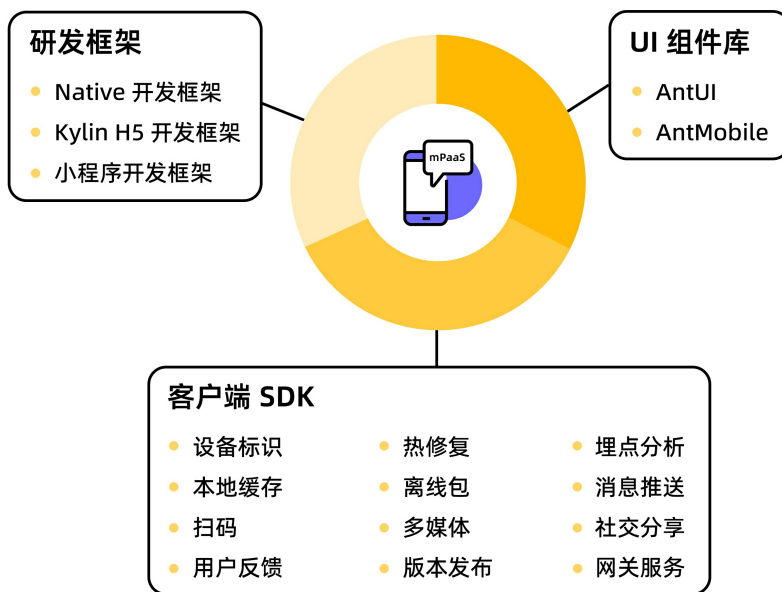 研发框架
Native 开发框架
Kylin H5 开发框架
小程序开发框架
UI 组件库
AntUI
AntMobile
mPaaS
客户端 SDK
设备标识
热修复
埋点分析
本地缓存
离线包
消息推送
扫码
多媒体
社交分享
用户反馈
版本发布
网关服务